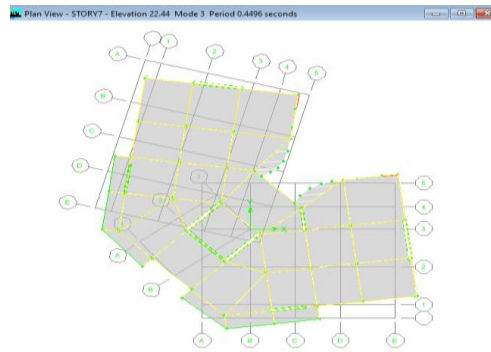 Plan View - STORY7 - Elevation 22.44 Mode 3 Period 0.4496 seconds
1
2
3
4
5
A
B
C
D
E
X
A
B
5
4
3
2
1
A
B
C
D
E